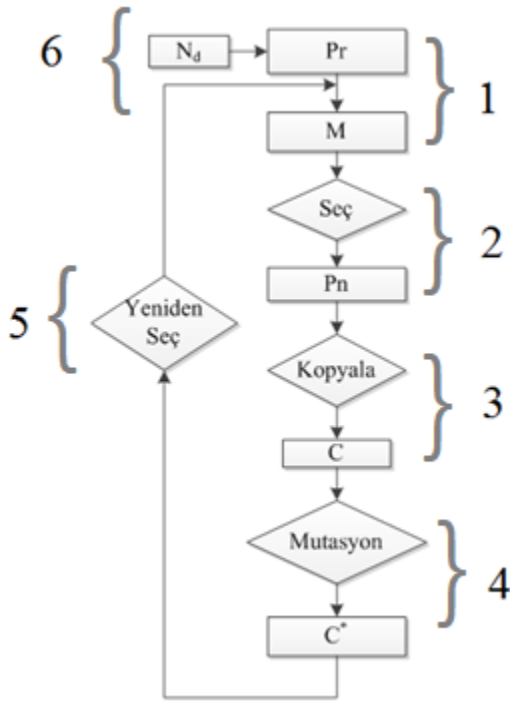 6
N_d
Pr
1
M
Seç
2
Pn
5
Yeniden
Seç
Kopyala
3
C
Mutasyon
4
C*